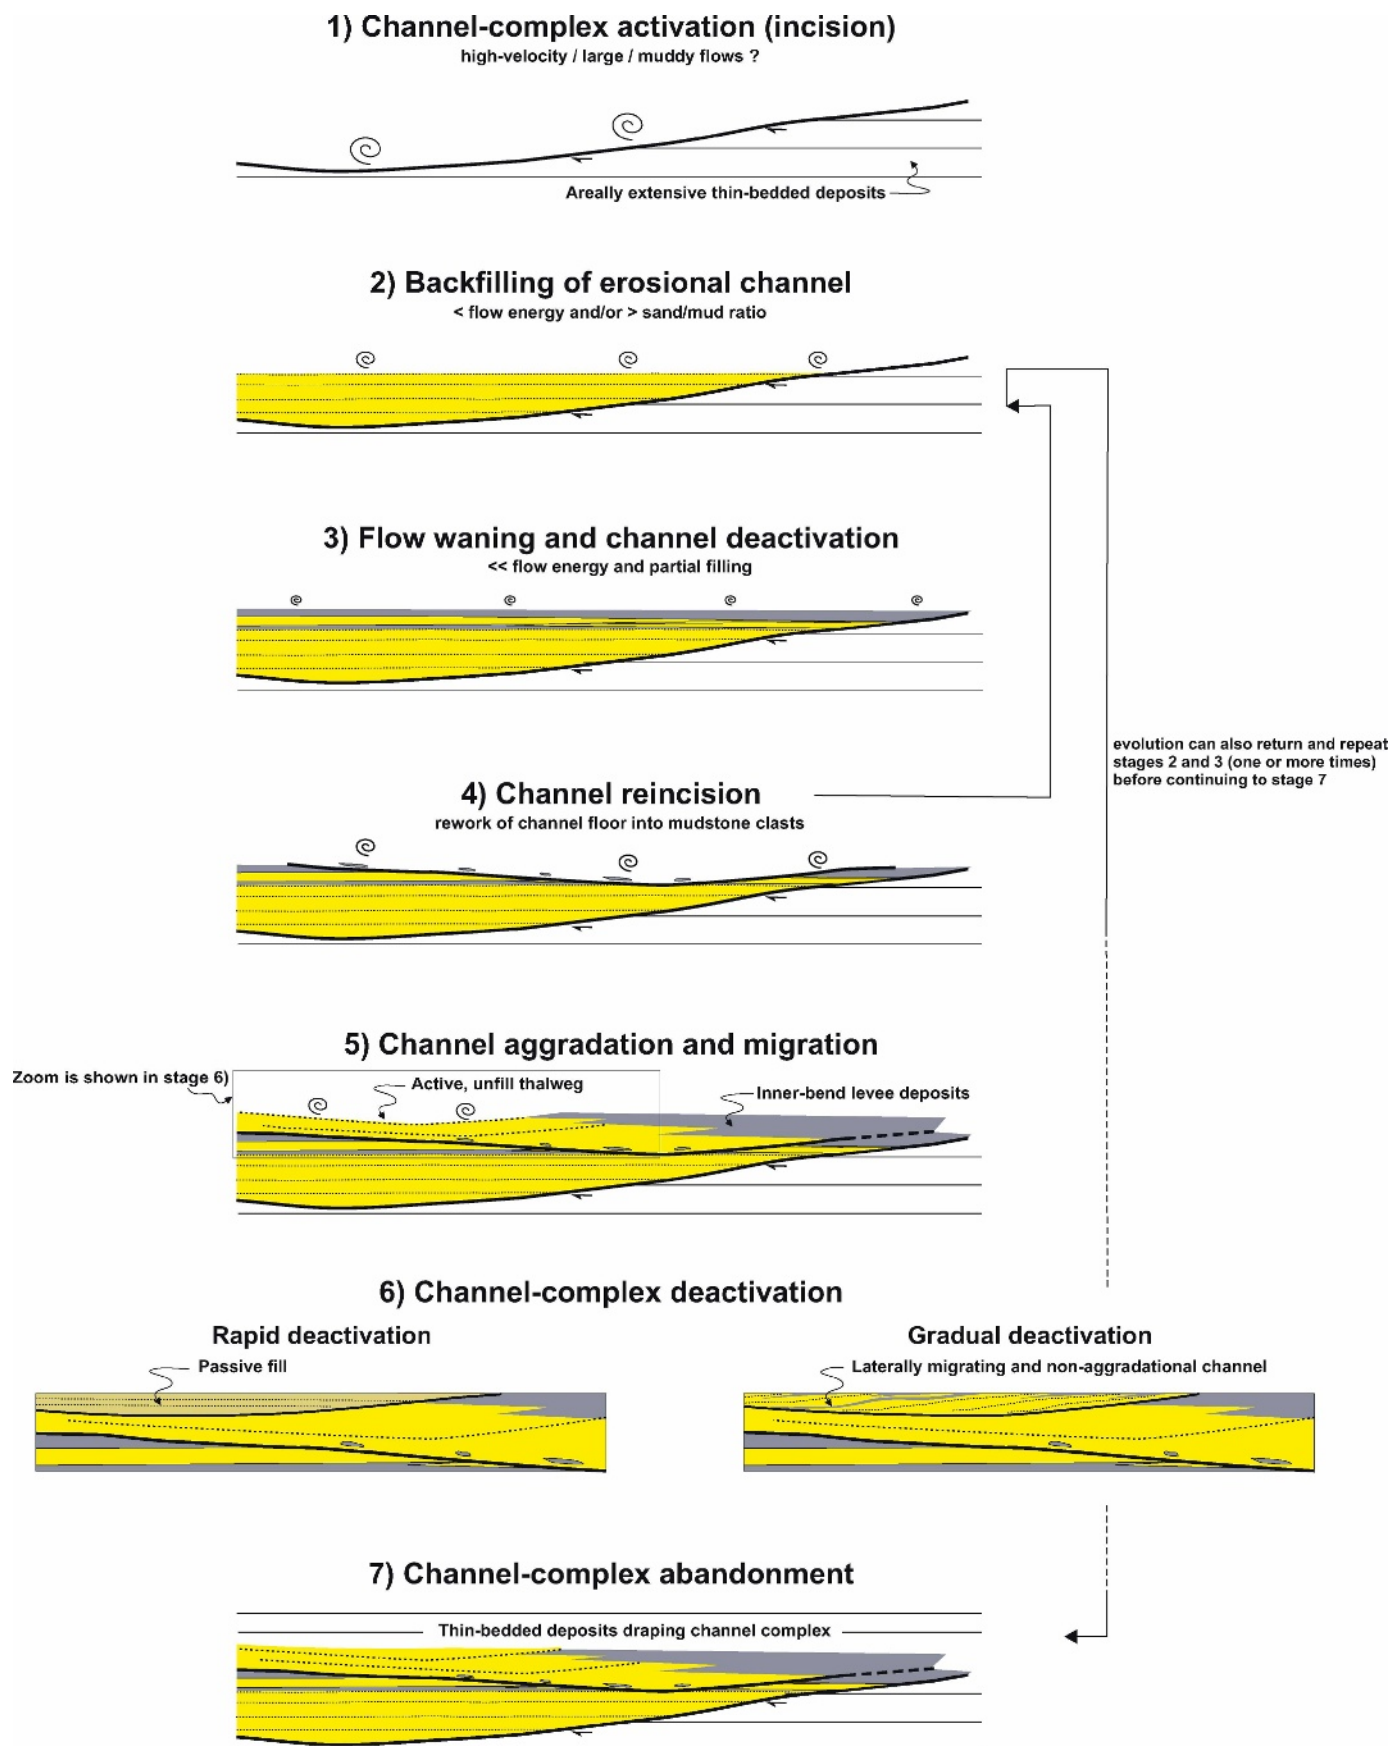 1) Channel-complex activation (incision)
high-velocity / large / muddy flows ?
Areally extensive thin-bedded deposits
2) Backfilling of erosional channel
< flow energy and/or > sand/mud ratio
3) Flow waning and channel deactivation
<< flow energy and partial filling
evolution can also return and repeat
stages 2 and 3 (one or more times)
before continuing to stage 7
4) Channel reincision
rework of channel floor into mudstone clasts
5) Channel aggradation and migration
Zoom is shown in stage 6)
Active, unfill thalweg
Inner-bend levee deposits
6) Channel-complex deactivation
Rapid deactivation
Passive fill
Gradual deactivation
Laterally migrating and non-aggradational channel
7) Channel-complex abandonment
Thin-bedded deposits draping channel complex